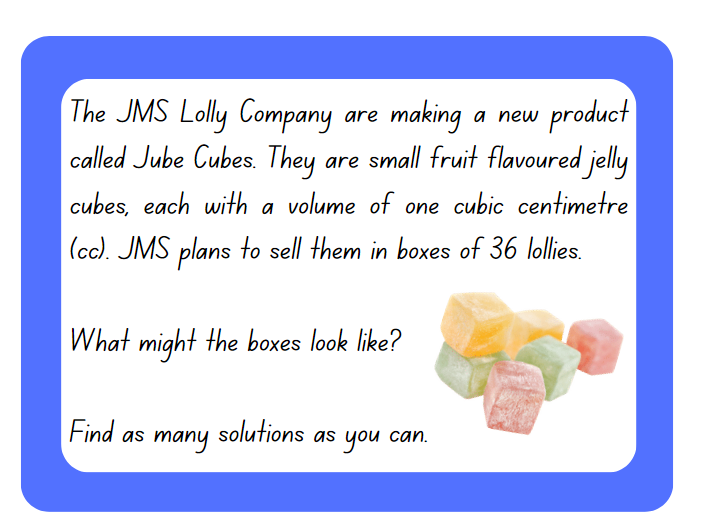 The JMS Lolly Company are making a new product
called Jube Cubes. They are small fruit flavoured jelly
cubes, each with a volume of one cubic centimetre
(cc). JMS plans to sell them in boxes of 36 lollies.
What might the boxes look like?
Find as many solutions as you can.